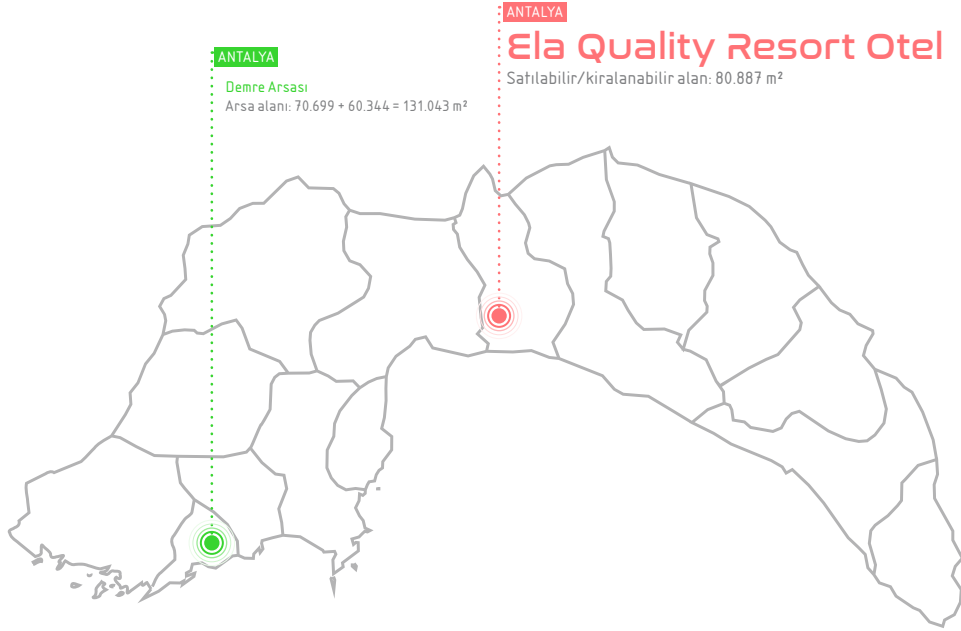 ANTALYA
Ela Quality Resort Otel
Satılabilir/kiralanabilir alan: 80.887 m²
ANTALYA
Demre Arsası
Arsa alanı: 70.699 + 60.344 = 131.043 m²